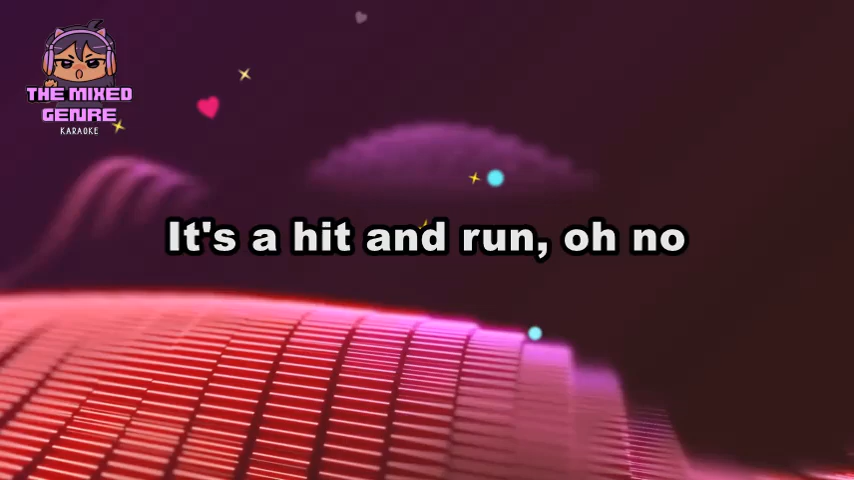 THE MIXED
GENRE
KARAOKE
It's a hit and run, oh no